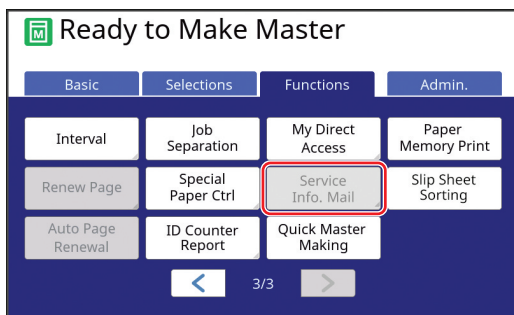 M
Ready to Make Master
Basic
Selections
Functions
Admin.
Interval
Job
Separation
My Direct
Access
Paper
Memory Print
Renew Page
Special
Paper Ctrl
Service
Info. Mail
Slip Sheet
Sorting
Auto Page
Renewal
ID Counter
Report
Quick Master
Making
<
3/3
>